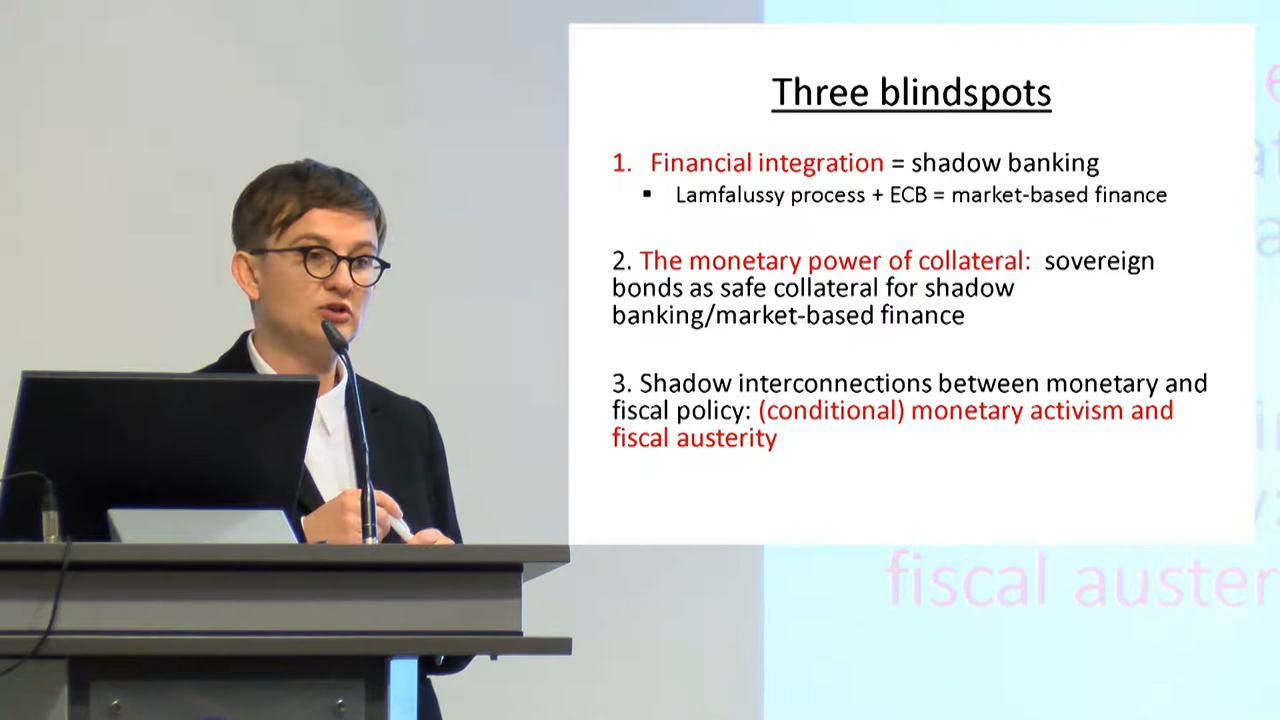 Three blindspots
1. Financial integration = shadow banking
▪ Lamfalussy process + ECB = market-based finance
2. The monetary power of collateral: sovereign
bonds as safe collateral for shadow
banking/market-based finance
3. Shadow interconnections between monetary and
fiscal policy: (conditional) monetary activism and
fiscal austerity
fiscal auster